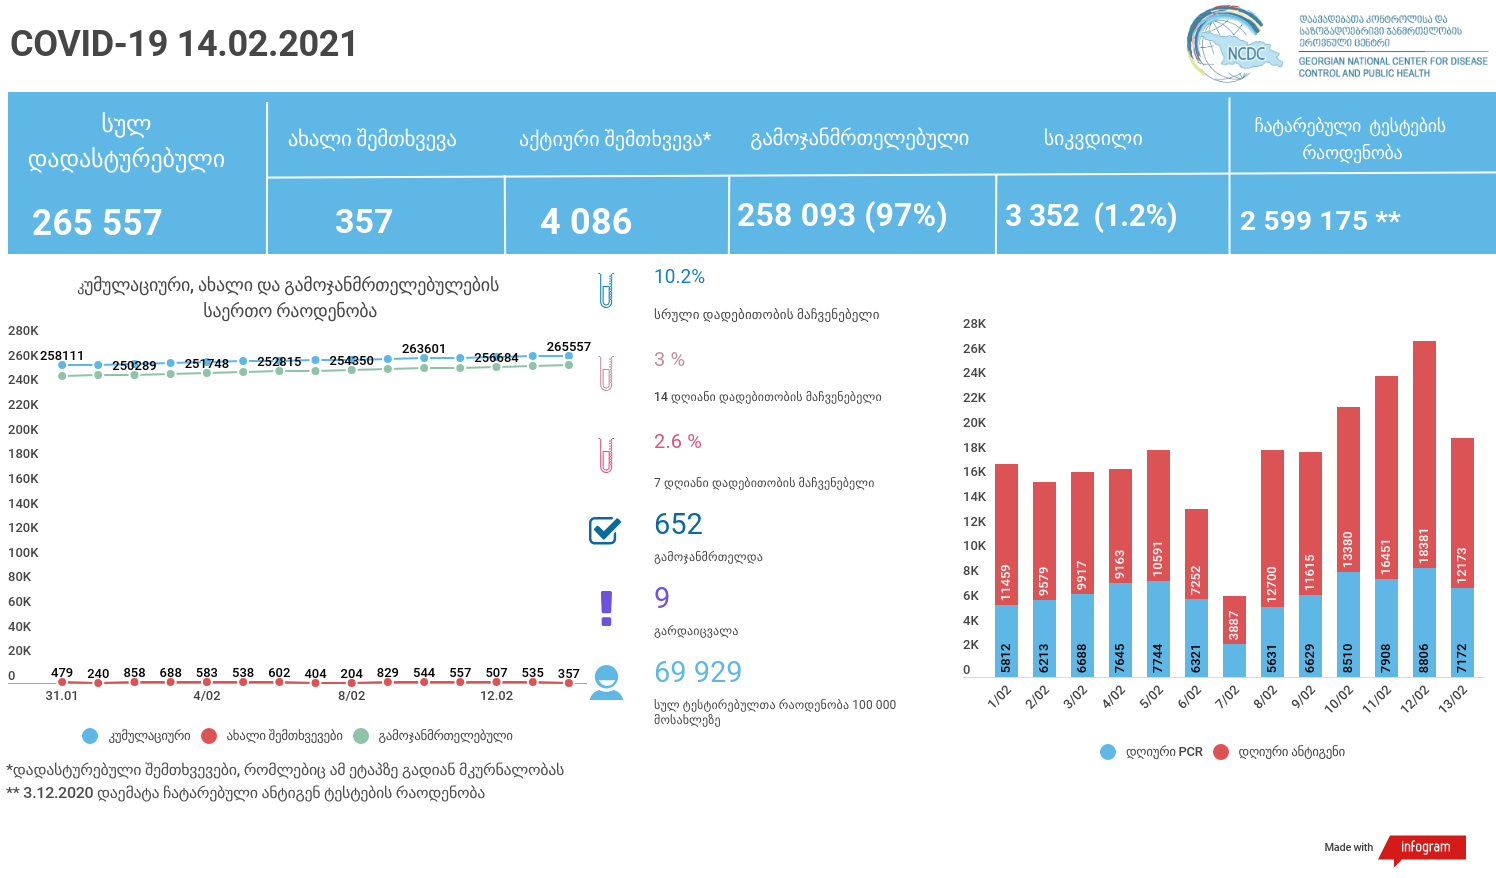 COVID-19 14.02.2021
დაავადებათა კონტროლისა და
საზოგადოებრივი ჯანმრთელობის
ეროვნული ცენტრი
NCDC
GEORGIAN NATIONAL CENTER FOR DISEASE
CONTROL AND PUBLIC HEALTH
სულ
დადასტურებული
265 557
ახალი შემთხვევა
357
აქტიური შემთხვევა*
4 086
გამოჯანმრთელებული
258 093 (97%)
სიკვდილი
3 352 (1.2%)
ჩატარებული ტესტების
რაოდენობა
2 599 175 **
კუმულაციური, ახალი და გამოჯანმრთელებულების
საერთო რაოდენობა
280K
260K
240K
220K
200K
180K
160K
140K
120K
100K
80K
60K
40K
20K
0
258111
250289
251748
252815
254350
263601
256684
265557
479 240 858 688 583 538 602 404 204 829 544 557 507 535 357
31.01 4/02 8/02 12.02
კუმულაციური ახალი შემთხვევები გამოჯანმრთელებული
*დადასტურებული შემთხვევები, რომლებიც ამ ეტაპზე გადიან მკურნალობას
** 3.12.2020 დაემატა ჩატარებული ანტიგენ ტესტების რაოდენობა
10.2%
სრული დადებითობის მაჩვენებელი
3 %
14 დღიანი დადებითობის მაჩვენებელი
2.6 %
7 დღიანი დადებითობის მაჩვენებელი
652
გამოჯანმრთელდა
9
გარდაიცვალა
69 929
სულ ტესტირებულთა რაოდენობა 100 000
მოსახლეზე
28K
26K
24K
22K
20K
18K
16K
14K
12K
10K
8K
6K
4K
2K
0
11459 9579 9917 9163 10591 7252 3887 12700 11615 13380 16451 18381 12173
5812 6213 6688 7645 7744 6321 5631 6629 8510 7908 8806 7172
1/02 2/02 3/02 4/02 5/02 6/02 7/02 8/02 9/02 10/02 11/02 12/02 13/02
დღიური PCR დღიური ანტიგენი
Made with infogram